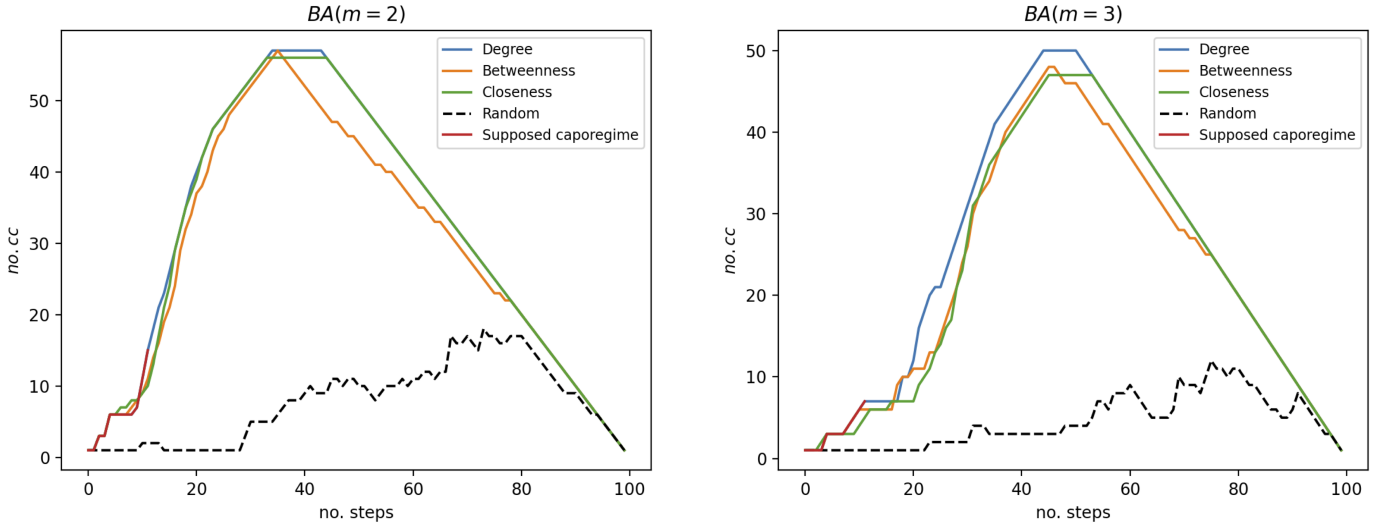 BA(m = 2)
no.cc
50
40
30
20
10
0
Degree
Betweenness
Closeness
Random
Supposed caporegime
0 20 40 60 80 100
no. steps
BA(m = 3)
no.cc
50
40
30
20
10
0
Degree
Betweenness
Closeness
Random
Supposed caporegime
0 20 40 60 80 100
no. steps